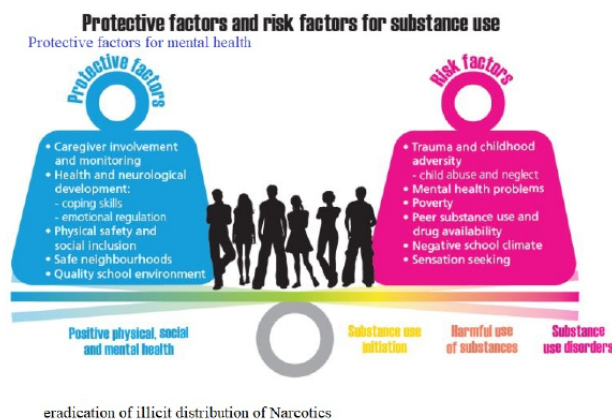 Protective factors and risk factors for substance use
Protective factors for mental health
Protective factors
• Caregiver involvement
and monitoring
• Health and neurological
development:
- coping skills
- emotional regulation
• Physical safety and
social inclusion
• Safe neighbourhoods
• Quality school environment
Risk factors
• Trauma and childhood
adversity
- child abuse and neglect
• Mental health problems
• Poverty
• Peer substance use and
drug availability
• Negative school climate
• Sensation seeking
Positive physical, social
and mental health
Substance use
initiation
Harmful use
of substances
Substance
use disorders
eradication of illicit distribution of Narcotics